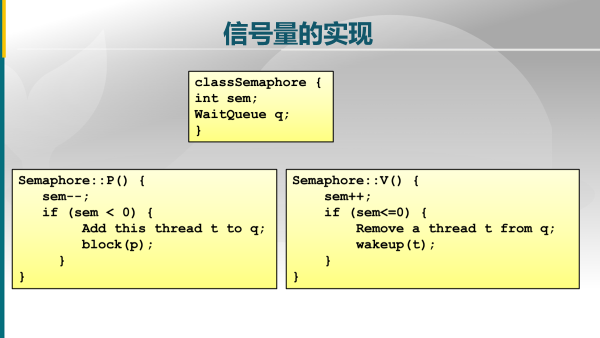 信号量的实现
classSemaphore {
int sem;
WaitQueue q;
}
Semaphore::P() {
sem--;
if (sem < 0) {
Add this thread t to q;
block(p);
}
}
Semaphore::V() {
sem++;
if (sem<=0) {
Remove a thread t from q;
wakeup(t);
}
}